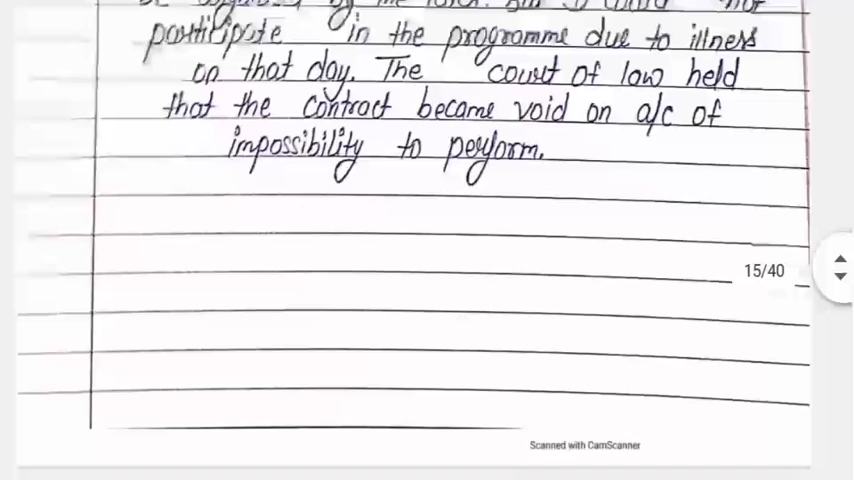 participate in the programme due to illness
on that day. The court of law held
that the contract became void on a/c of
impossibility to perform.
15/40
Scanned with CamScanner